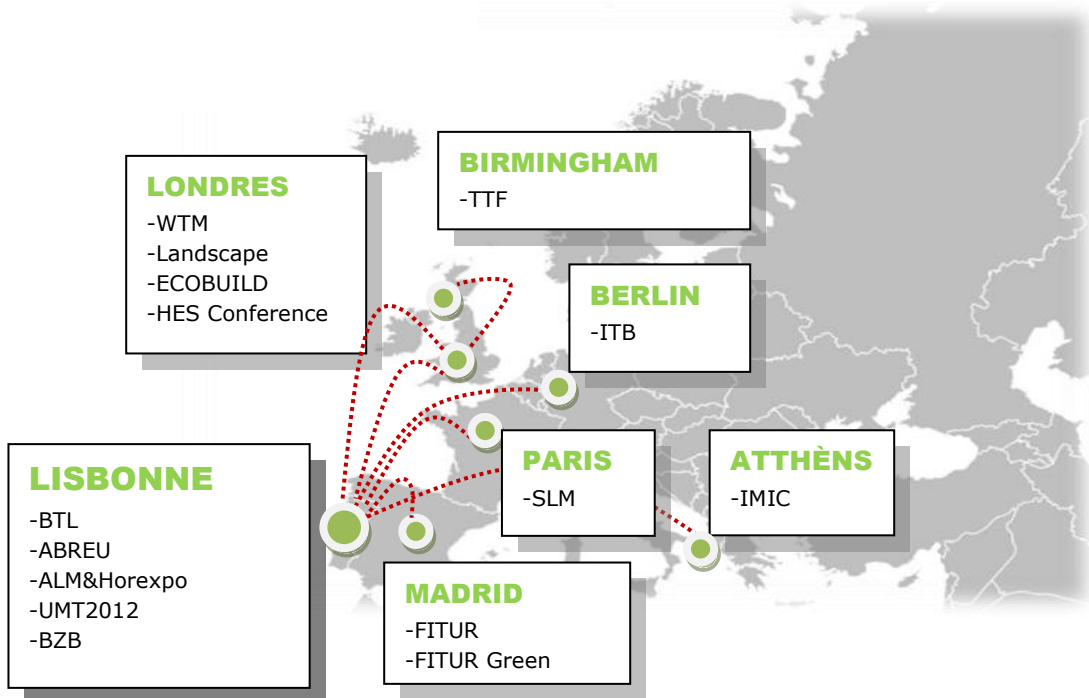 LONDRES
-WTM
-Landscape
-ECOBUILD
-HES Conference
BIRMINGHAM
-TTF
BERLIN
-ITB
LISBONNE
-BTL
-ABREU
-ALM&Horexpo
-UMT2012
-BZB
PARIS
-SLM
ATTHÈNS
-IMIC
MADRID
-FITUR
-FITUR Green